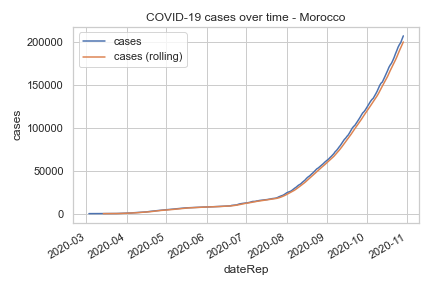 COVID-19 cases over time - Morocco
cases
cases (rolling)
200000
150000
100000
50000
0
cases
2020-03
2020-04
2020-05
2020-06
2020-07
2020-08
2020-09
2020-10
2020-11
dateRep